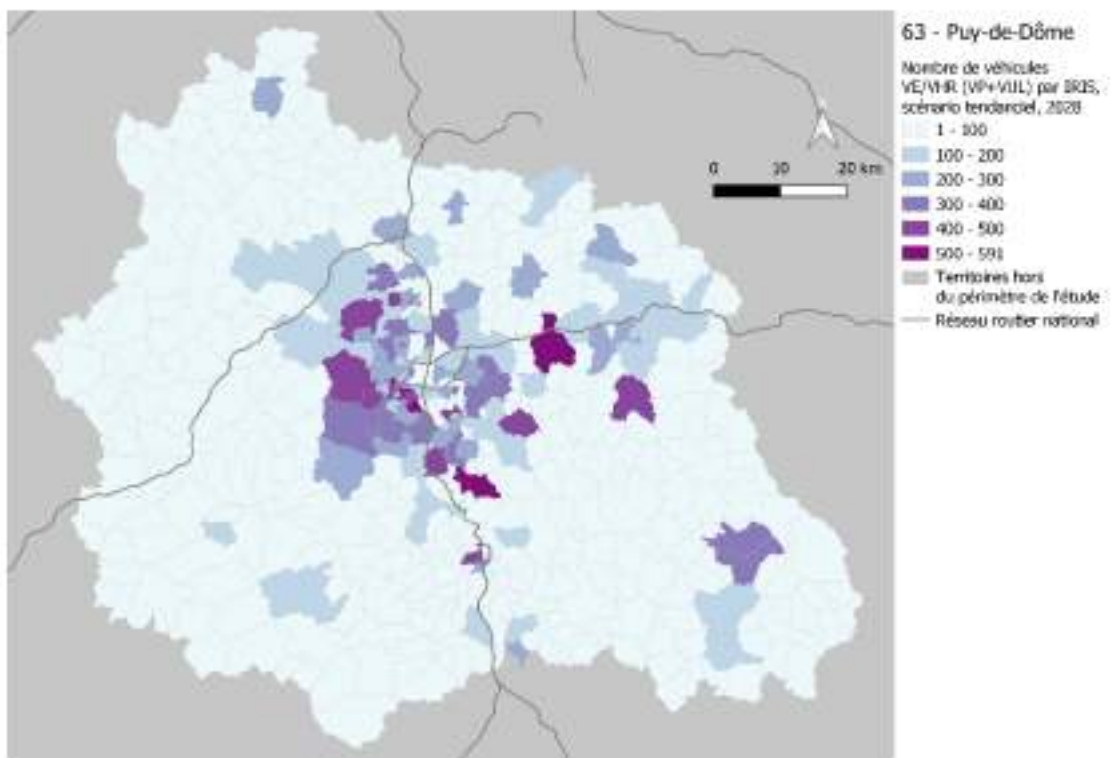 63 - Puy-de-Dôme
Nombre de véhicules
VE/VHR (VP+VUL) par IRIS,
scénario tendanciel, 2028
1 - 100
100 - 200
200 - 300
300 - 400
400 - 500
500 - 591
Territoires hors
du périmètre de l'étude
Réseau routier national
0 10 20 km